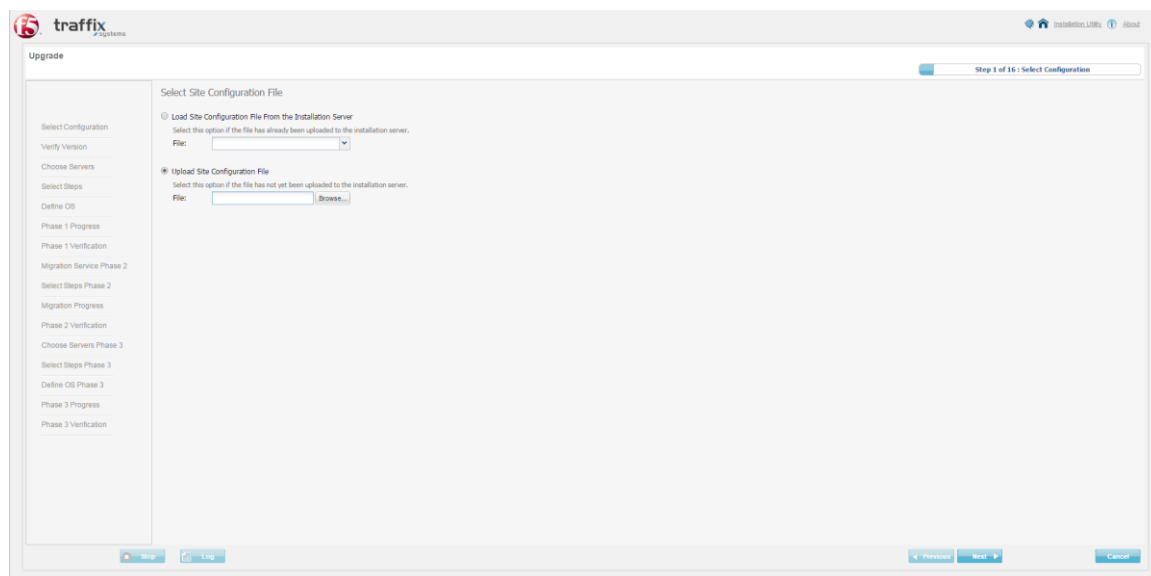 f5 traffix
systems
Installation Utility About
Upgrade
Step 1 of 16 : Select Configuration
Select Site Configuration File
Load Site Configuration File From the Installation Server
Select this option if the file has already been uploaded to the installation server.
File:
Upload Site Configuration File
Select this option if the file has not yet been uploaded to the installation server.
File: Browse...
Select Configuration
Verify Version
Choose Servers
Select Steps
Define OS
Phase 1 Progress
Phase 1 Verification
Migration Service Phase 2
Select Steps Phase 2
Migration Progress
Phase 2 Verification
Choose Servers Phase 3
Select Steps Phase 3
Define OS Phase 3
Phase 3 Progress
Phase 3 Verification
Stop Log Previous Next Cancel